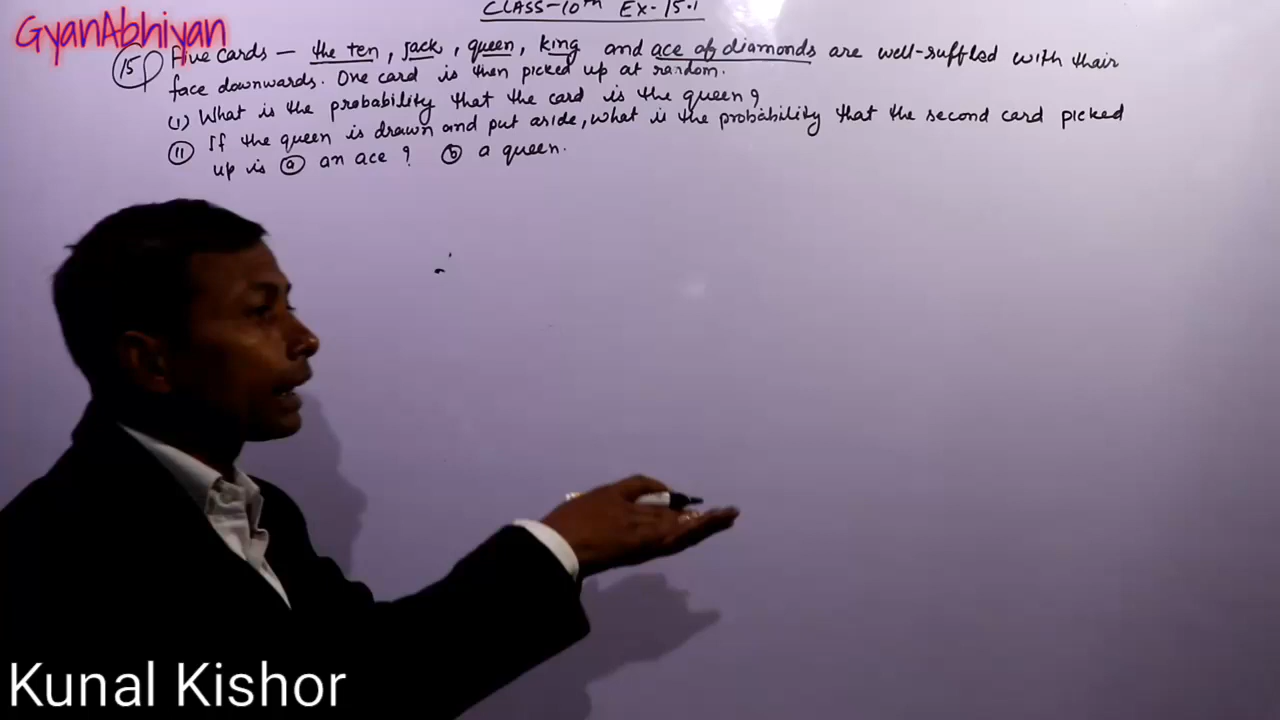 CLASS-10th EX-15.1
GyanAbhiyan
15 Five cards — the ten, jack, queen, king and ace of diamonds are well-suffled with thair
face downwards. One card is then picked up at random.
(i) What is the probability that the card is the queen?
(ii) If the queen is drawn and put aside, what is the probability that the second card picked
up is (a) an ace? (b) a queen.
Kunal Kishor